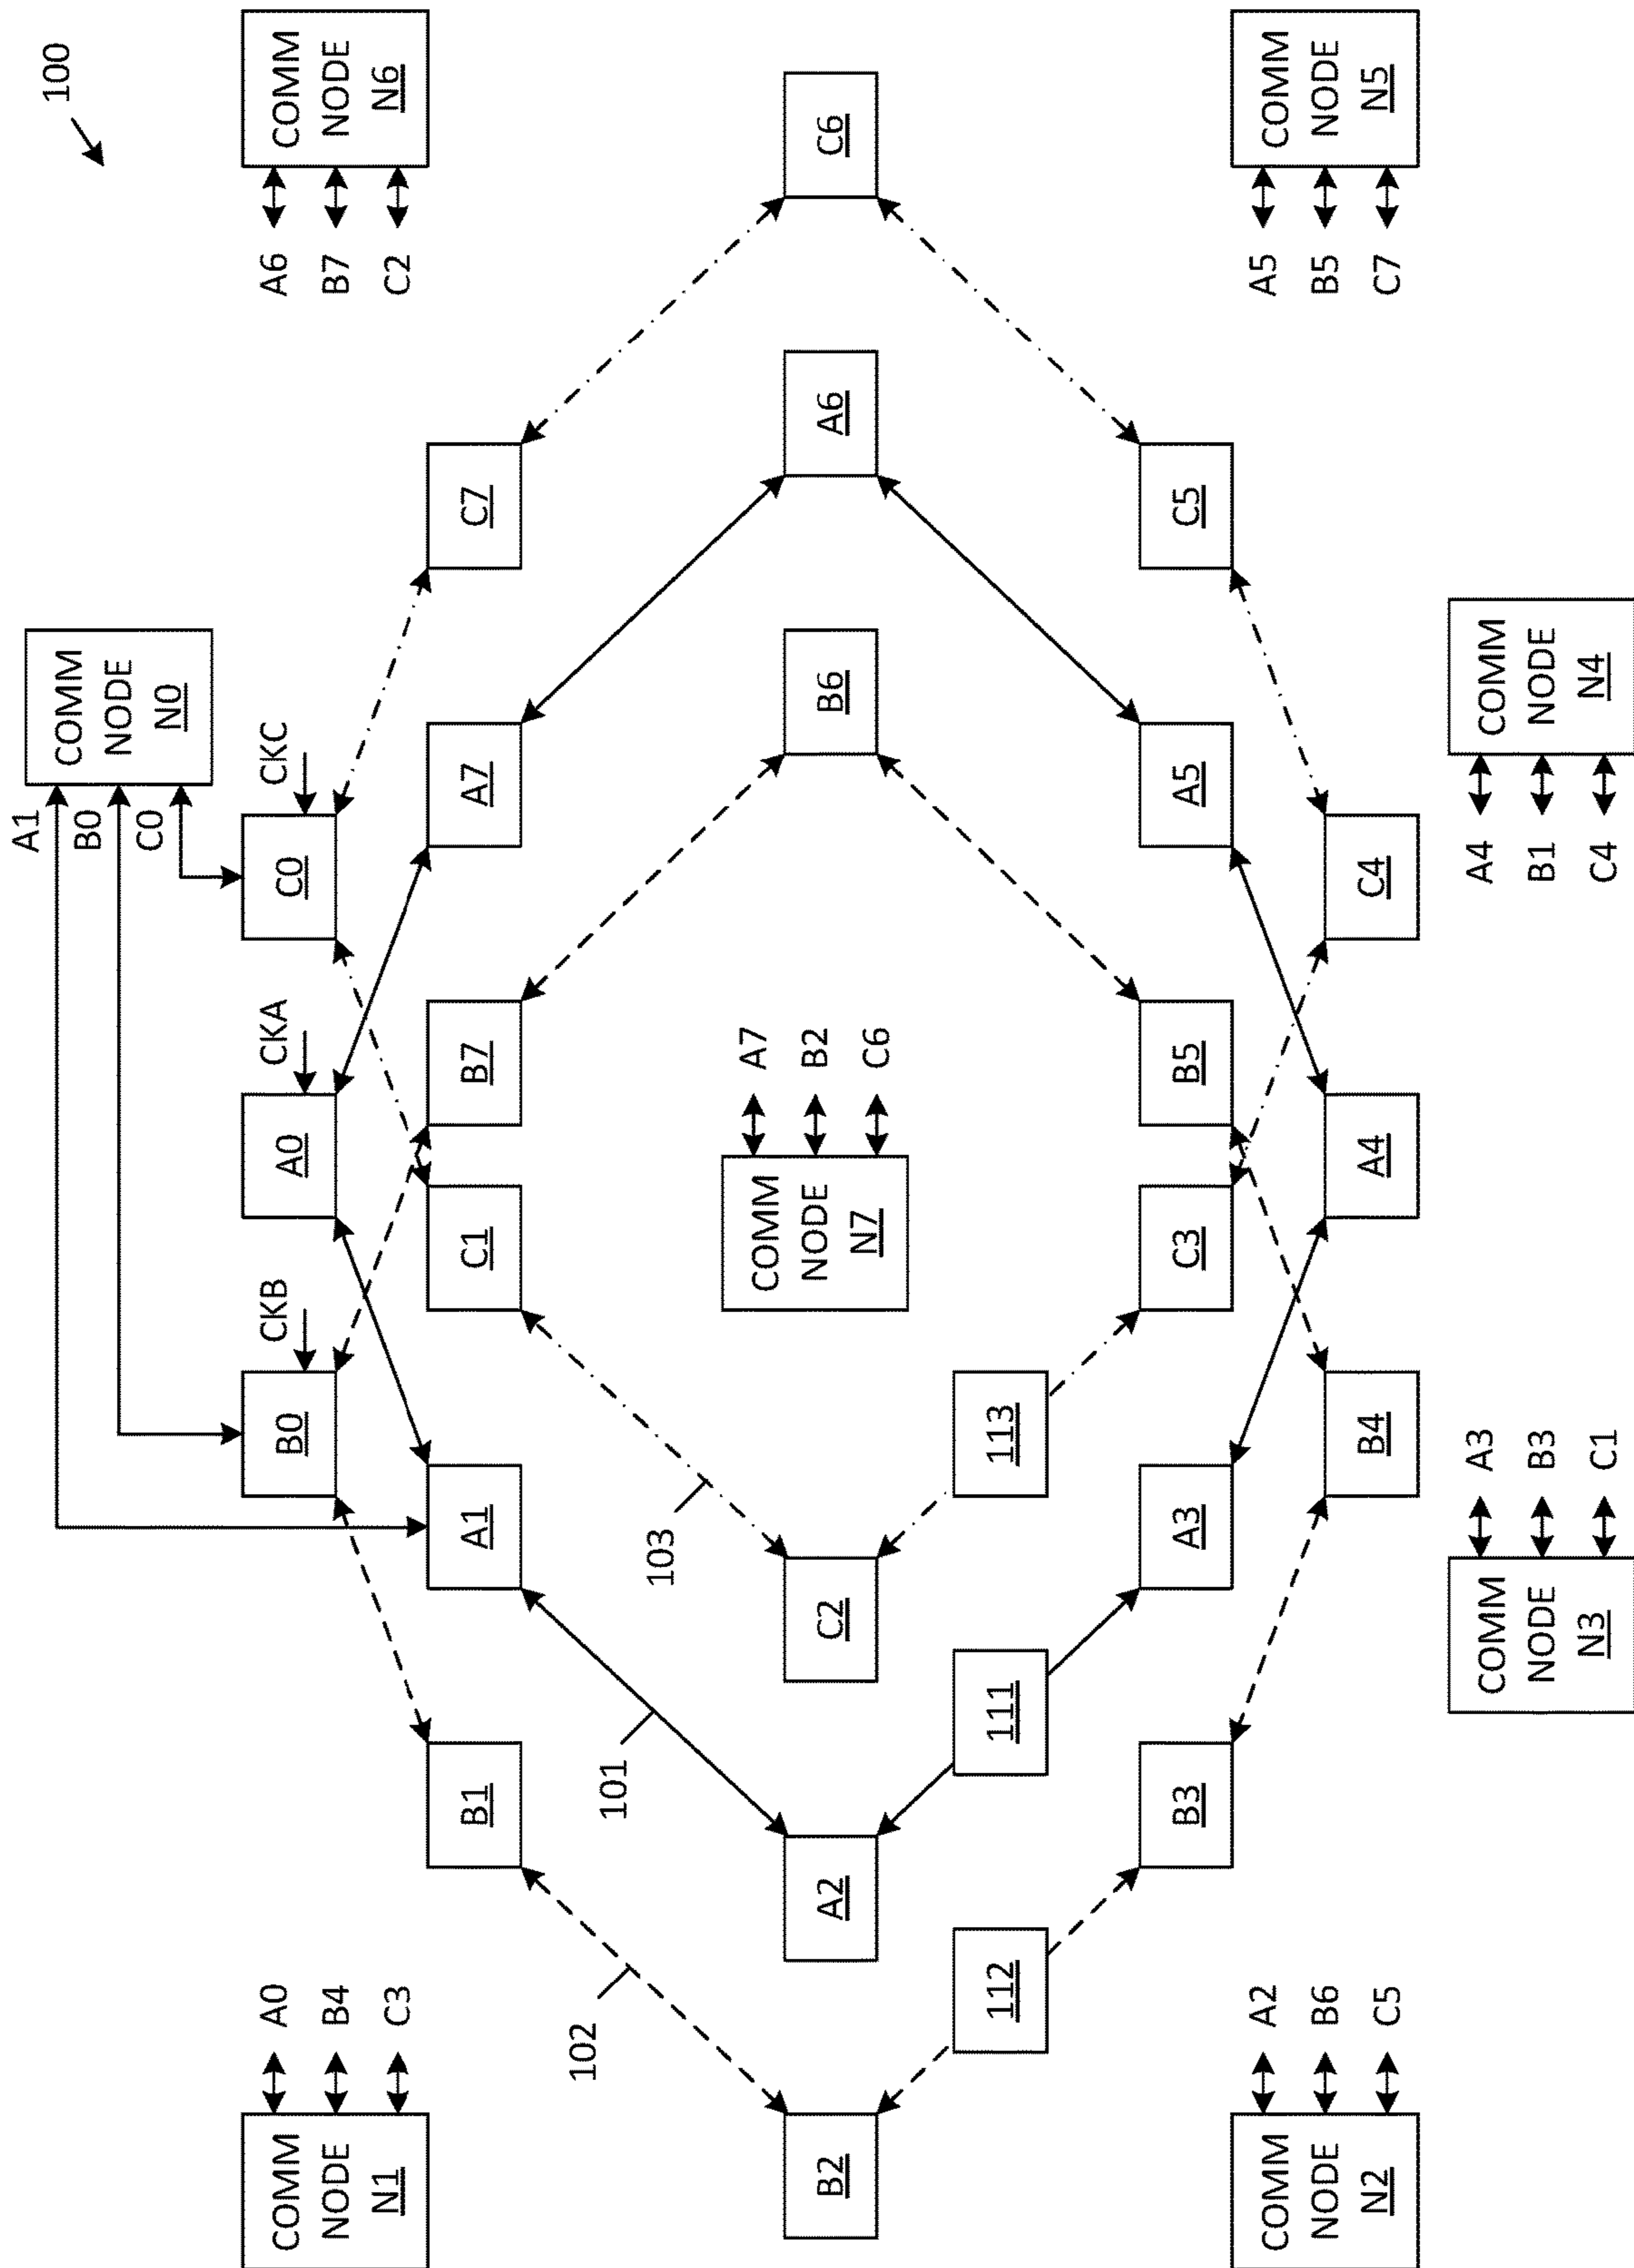 100
A1
B0
C0
COMM
NODE
N0
COMM
NODE
N1
A0
B4
C3
CKB
CKA
CKC
B0
A0
C0
A6
B7
C2
COMM
NODE
N6
B1
A1
C1
B7
A7
C7
102
101
103
B2
A2
C2
COMM
NODE
N7
A7
B2
C6
B6
A6
C6
112
111
113
B3
A3
C3
B5
A5
C5
COMM
NODE
N2
A2
B6
C5
B4
A4
C4
A5
B5
C7
COMM
NODE
N5
COMM
NODE
N3
A3
B3
C1
A4
B1
C4
COMM
NODE
N4